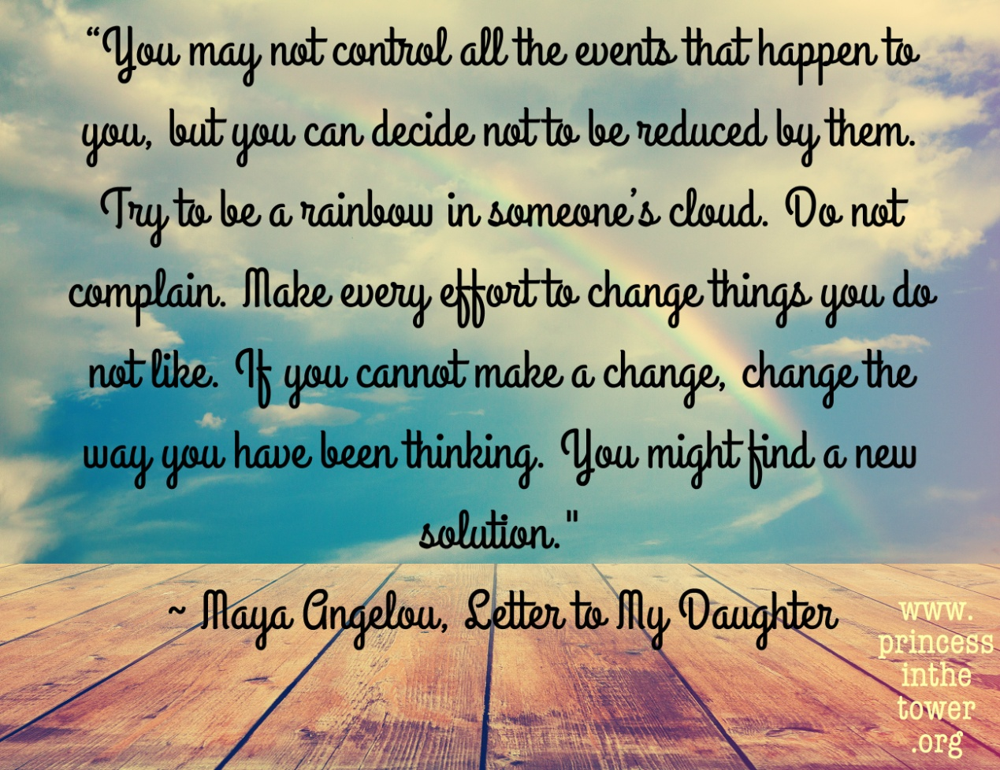 “You may not control all the events that happen to
you, but you can decide not to be reduced by them.
Try to be a rainbow in someone’s cloud. Do not
complain. Make every effort to change things you do
not like. If you cannot make a change, change the
way you have been thinking. You might find a new
solution."
~ Maya Angelou, Letter to My Daughter
www.
princess
inthe
tower
.org